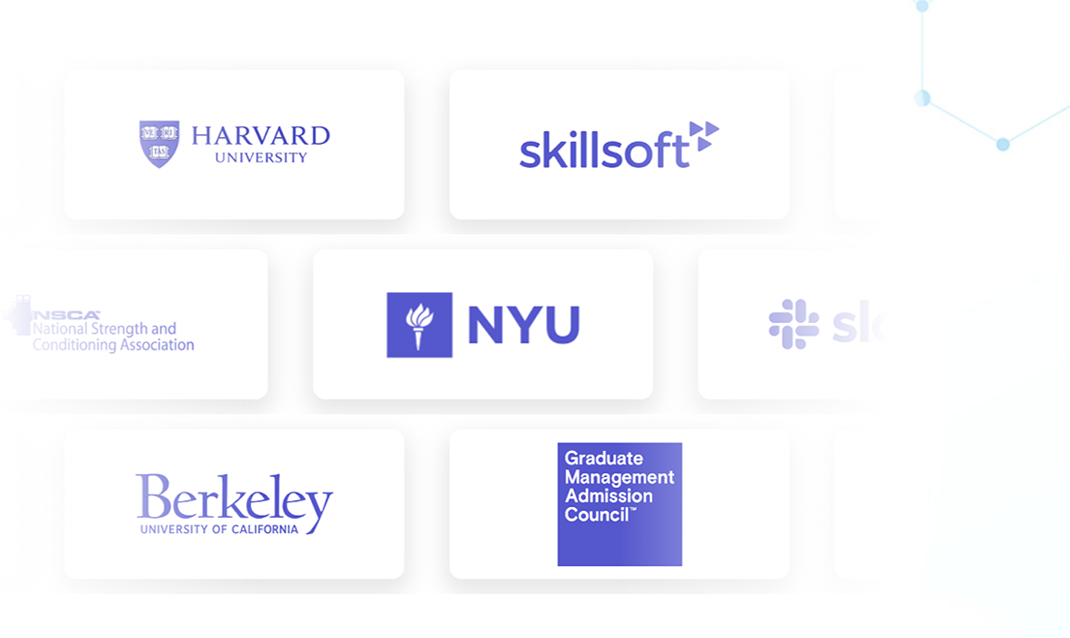 HARVARD
UNIVERSITY
skillsoft
NSCA
National Strength and
Conditioning Association
NYU
Berkeley
UNIVERSITY OF CALIFORNIA
Graduate
Management
Admission
Council™